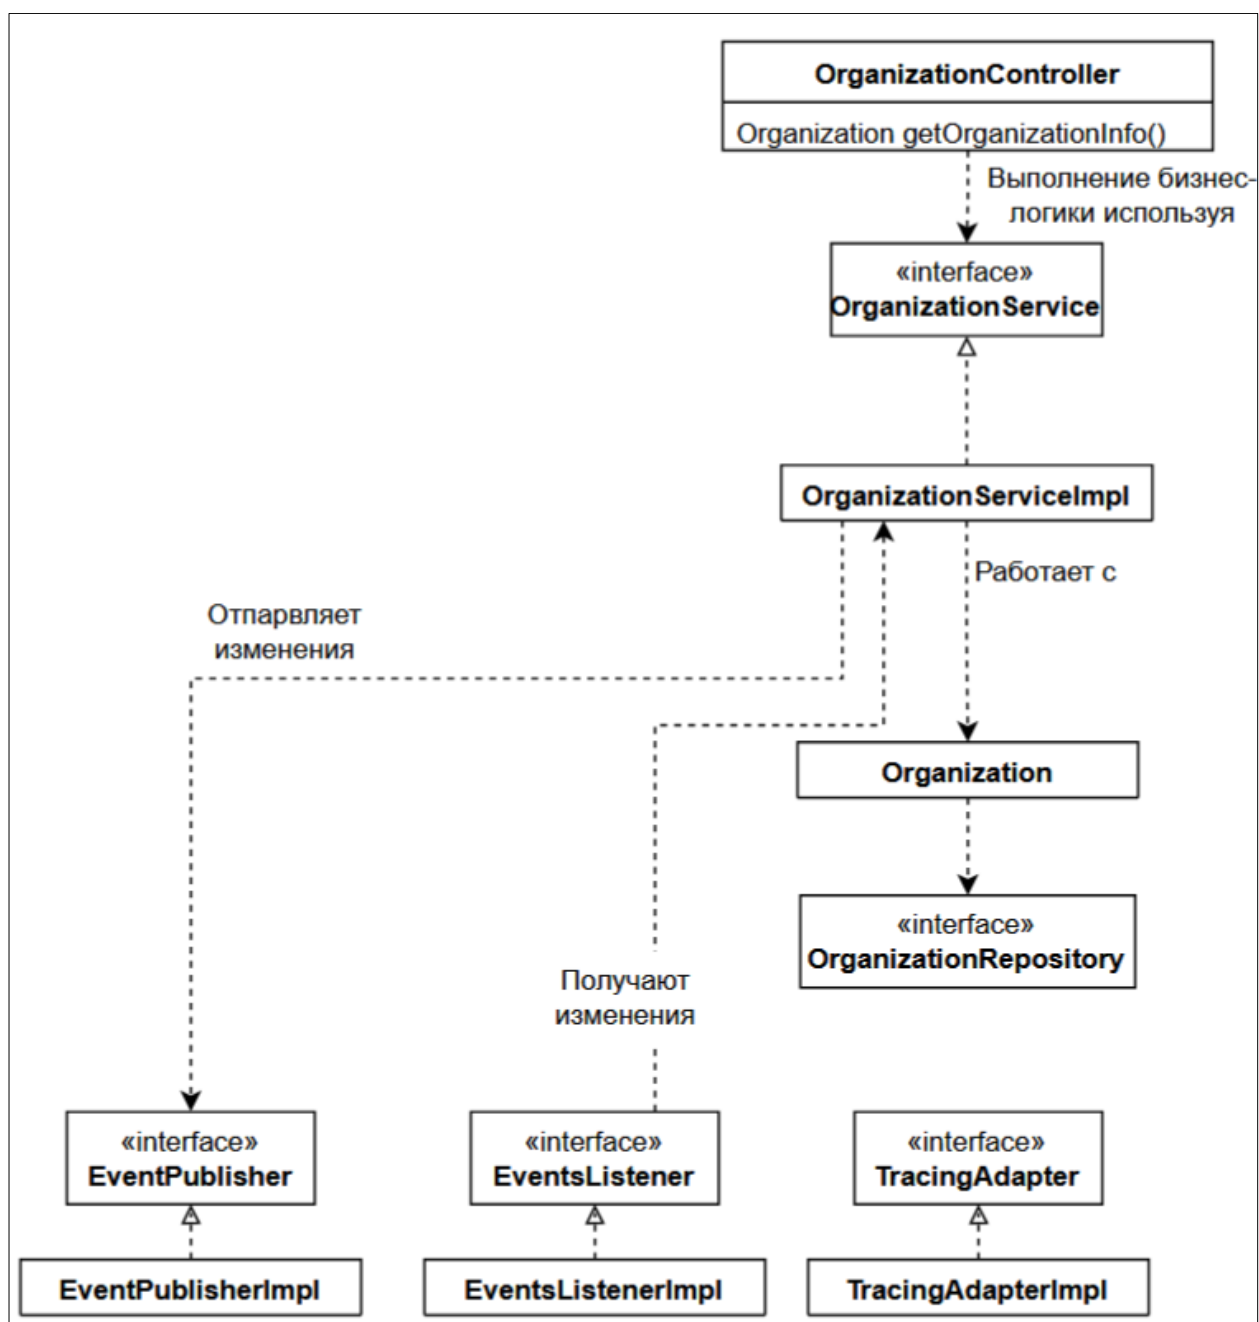 OrganizationController
Organization getOrganizationInfo()
Выполнение бизнес-
логики используя
«interface»
OrganizationService
OrganizationServiceImpl
Работает с
Отпарвляет
изменения
Organization
«interface»
OrganizationRepository
Получают
изменения
«interface»
EventPublisher
«interface»
EventsListener
«interface»
TracingAdapter
EventPublisherImpl
EventsListenerImpl
TracingAdapterImpl